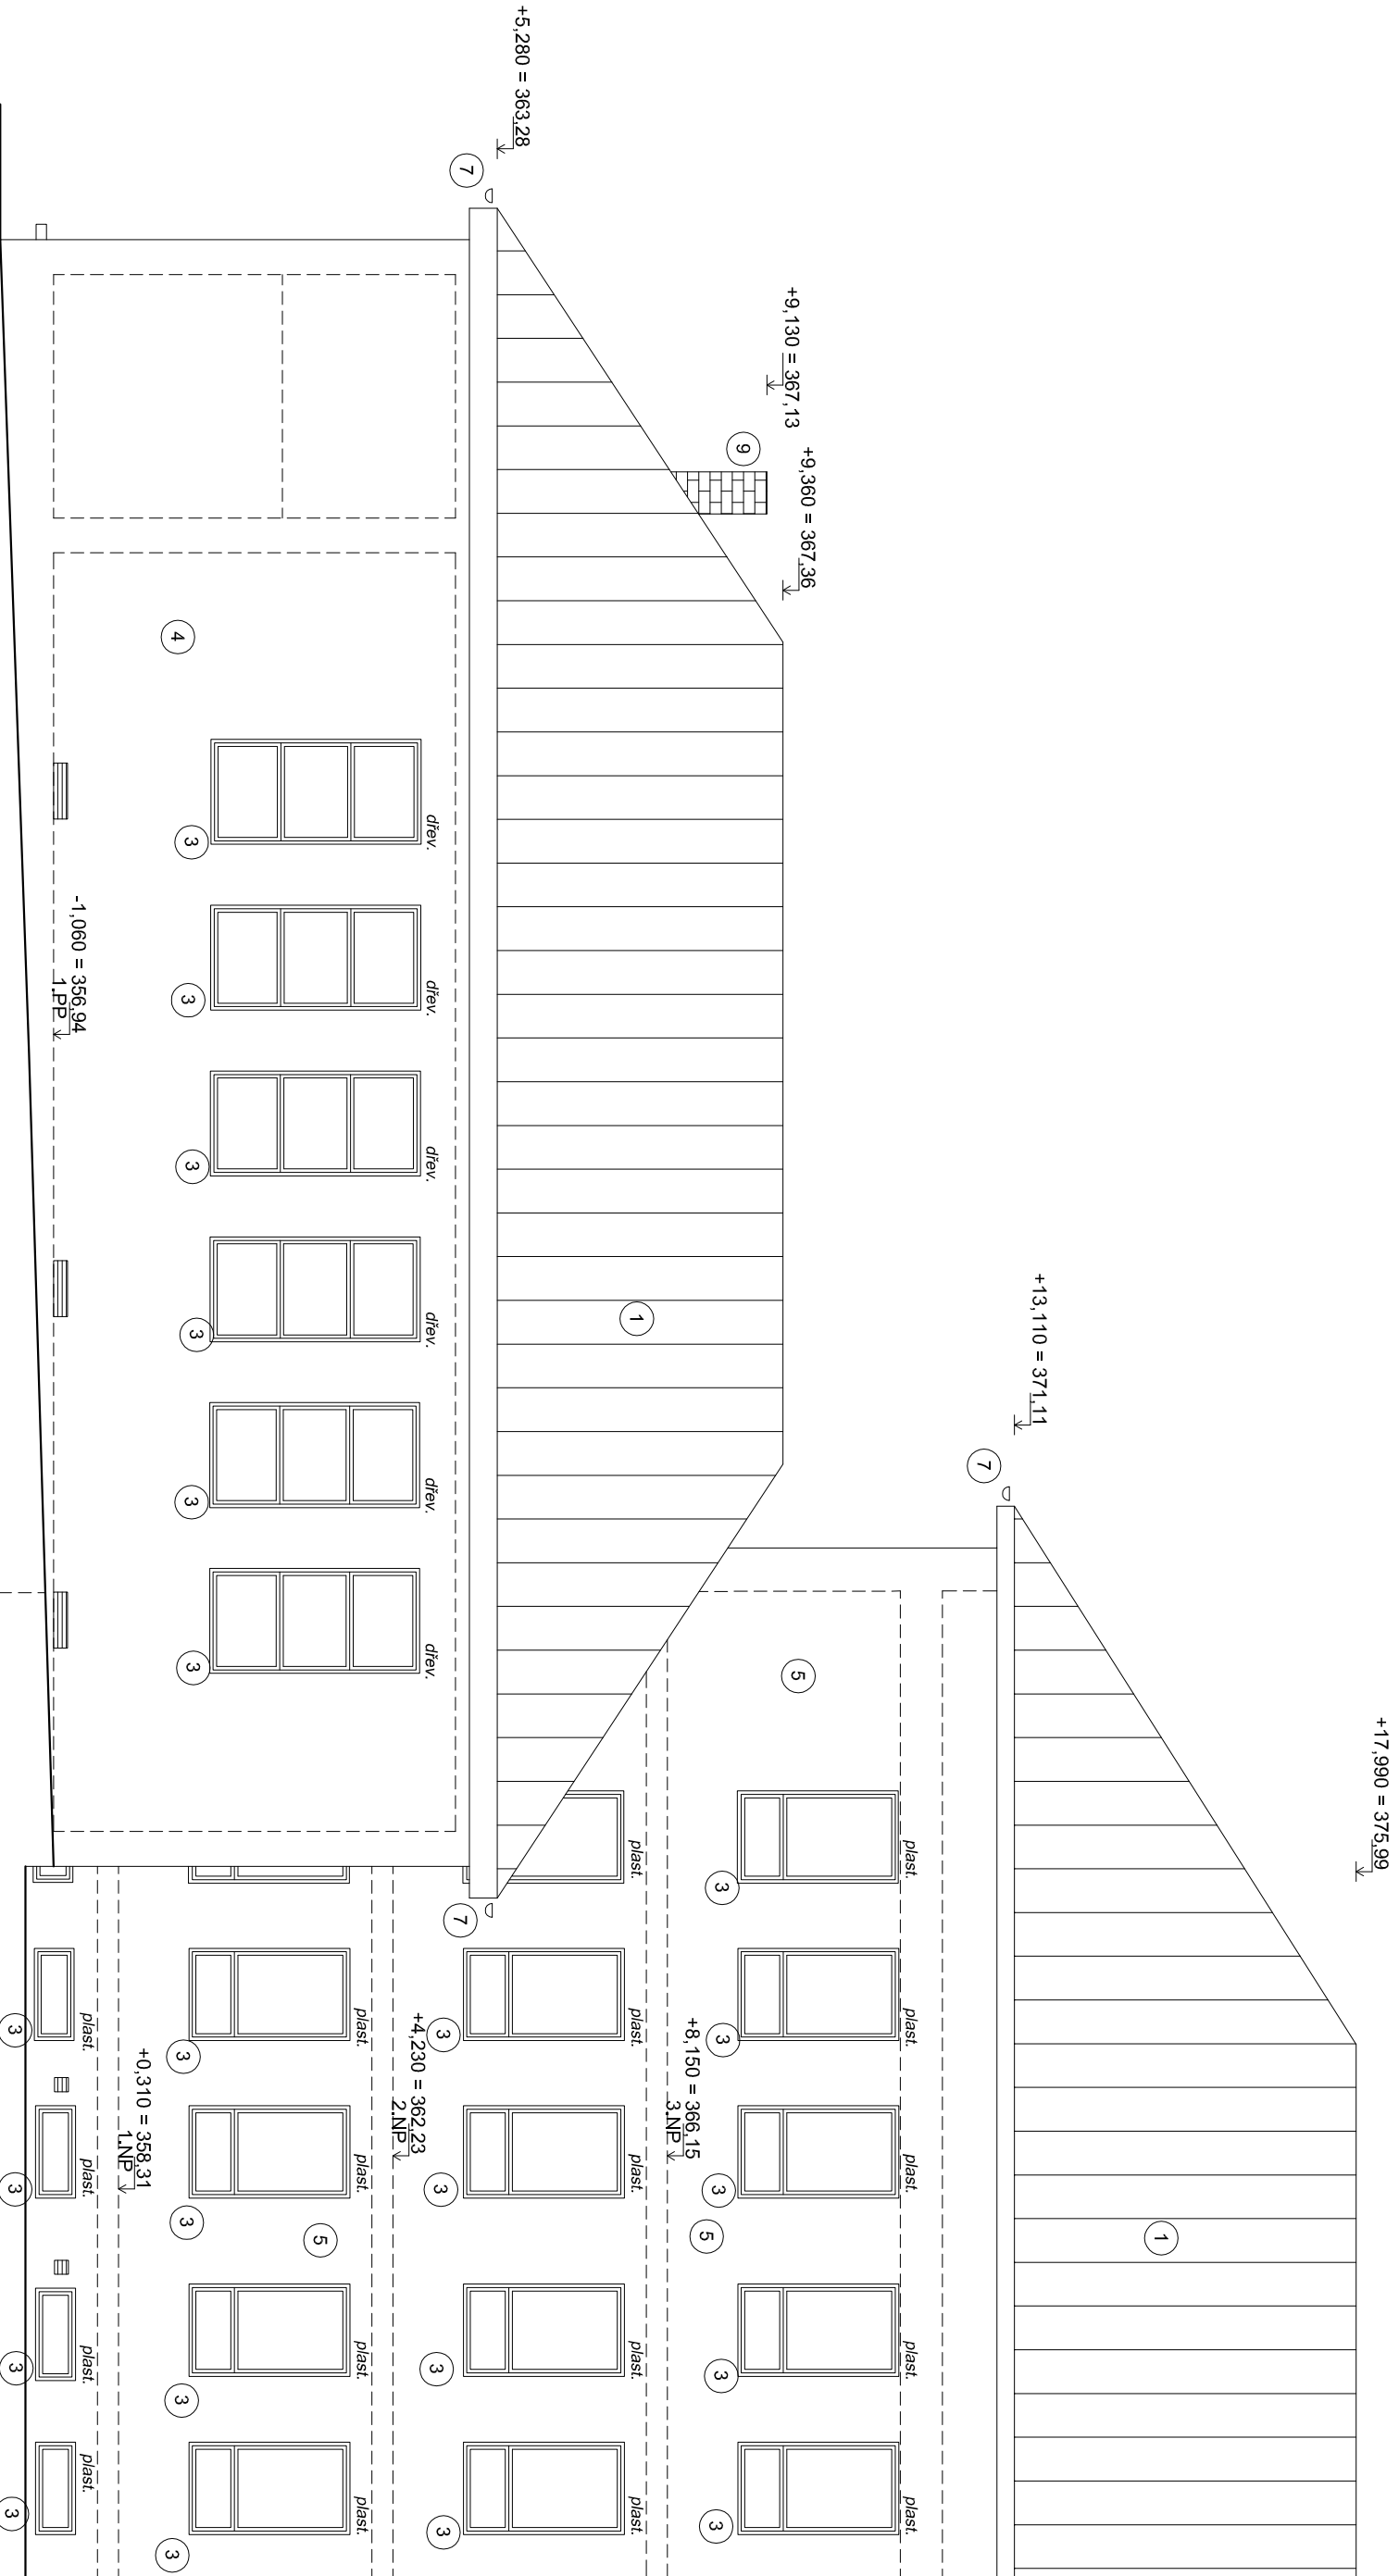 +17,990 = 375,99
1
+13,110 = 371,11
7
plast.
plast.
plast.
plast.
plast.
+9,360 = 367,36
+9,130 = 367,13
5
9
3
3
3
3
3
5
+8,150 = 366,15
3.NP
1
plast.
plast.
plast.
plast.
plast.
+5,280 = 363,28
7
7
3
3
3
3
dřev.
dřev.
dřev.
dřev.
dřev.
dřev.
+4,230 = 362,23
2.NP
plast.
plast.
plast.
plast.
5
4
3
3
3
3
3
3
3
3
3
3
+0,310 = 358,31
1.NP
plast.
plast.
plast.
plast.
-1,060 = 356,94
1.PP
3
3
3
3